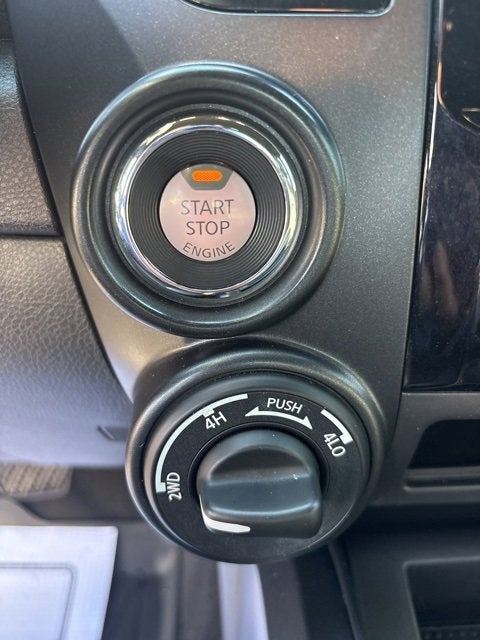 START
STOP
ENGINE
2WD
4H
PUSH
4LO